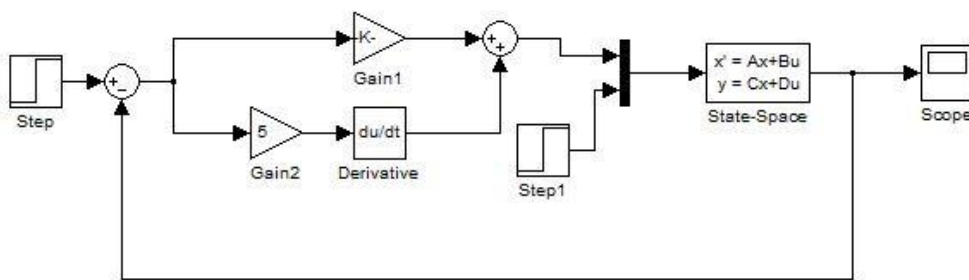 Step
+
−
K-
Gain1
5
Gain2
du/dt
Derivative
+
+
Step1
x' = Ax+Bu
y = Cx+Du
State-Space
Scope